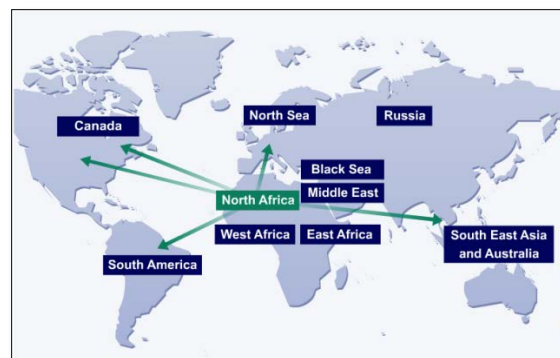 North Sea
Russia
Canada
Black Sea
Middle East
North Africa
West Africa
East Africa
South East Asia
and Australia
South America